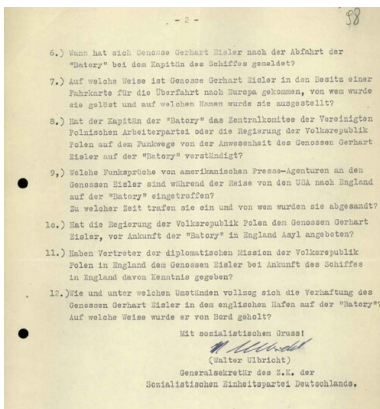 - 2 -
98
6.) Wann hat sich Genosse Gerhart Eisler nach der Abfahrt der
"Batory" bei dem Kapitän des Schiffes gemeldet?
7.) Auf welche Weise ist Genosse Gerhart Eisler in den Besitz einer
Fahrkarte für die Überfahrt nach Europa gekommen, von wem wurde
sie gelöst und auf welchen Namen wurde sie ausgestellt?
8.) Hat der Kapitän der "Batory" das Zentralkomitee der Vereinigten
Polnischen Arbeiterpartei oder die Regierung der Volksrepublik
Polen auf dem Funkwege von der Anwesenheit des Genossen Gerhart
Eisler auf der "Batory" verständigt?
9.) Welche Funksprüche von amerikanischen Presse-Agenturen an den
Genossen Eisler sind während der Reise von den USA nach England
auf der "Batory" eingetroffen?
Zu welcher Zeit trafen sie ein und von wem wurden sie abgesandt?
1o.) Hat die Regierung der Volksrepublik Polen dem Genossen Gerhart
Eisler, vor Ankunft der "Batory" in England Asyl angeboten?
11.) Haben Vertreter der diplomatischen Mission der Volksrepublik
Polen in England dem Genossen Eisler bei Ankunft des Schiffes
in England davon Kenntnis gegeben?
12.) Wie und unter welchen Umständen vollzog sich die Verhaftung des
Genossen Gerhart Eisler in dem englischen Hafen auf der "Batory"?
Auf welche Weise wurde er von Bord geholt?
Mit sozialistischem Gruss!
W. Ulbricht
(Walter Ulbricht)
Generalsekretär des Z.K. der
Sozialistischen Einheitspartei Deutschlands.